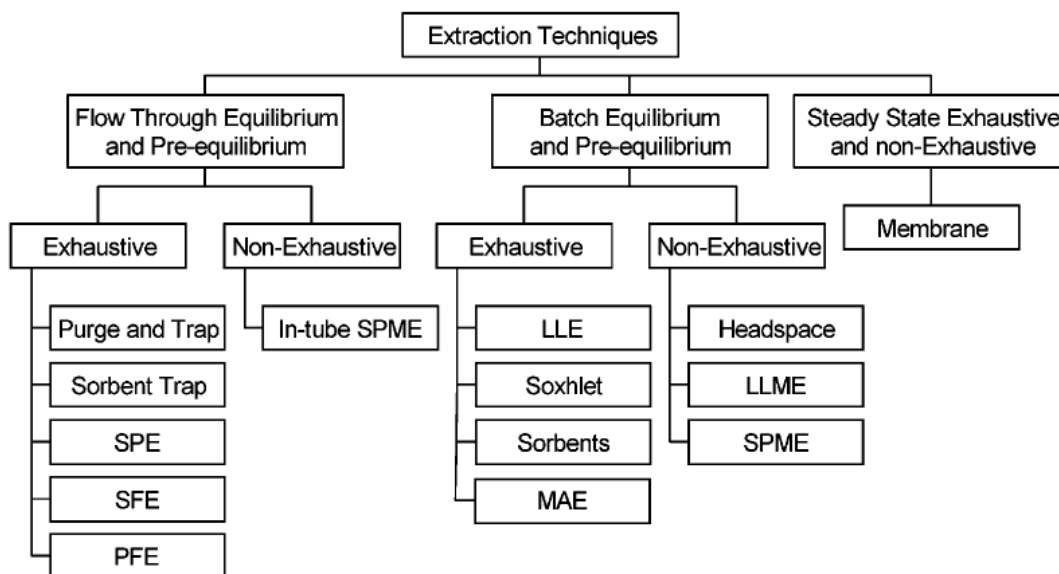 Extraction Techniques
Flow Through Equilibrium
and Pre-equilibrium
Batch Equilibrium
and Pre-equilibrium
Steady State Exhaustive
and non-Exhaustive
Exhaustive
Non-Exhaustive
Exhaustive
Non-Exhaustive
Membrane
Purge and Trap
Sorbent Trap
SPE
SFE
PFE
In-tube SPME
LLE
Soxhlet
Sorbents
MAE
Headspace
LLME
SPME